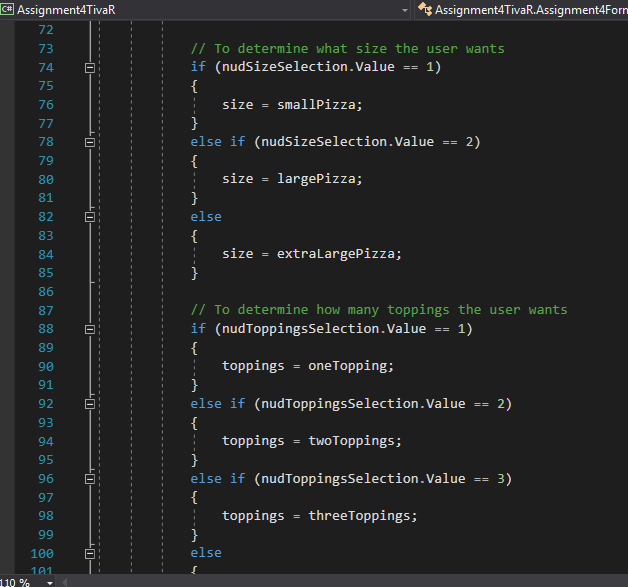 C# Assignment4TivaR
Assignment4TivaR.Assignment4Form
72
73 // To determine what size the user wants
74 if (nudSizeSelection.Value == 1)
75 {
76 size = smallPizza;
77 }
78 else if (nudSizeSelection.Value == 2)
79 {
80 size = largePizza;
81 }
82 else
83 {
84 size = extraLargePizza;
85 }
86
87 // To determine how many toppings the user wants
88 if (nudToppingsSelection.Value == 1)
89 {
90 toppings = oneTopping;
91 }
92 else if (nudToppingsSelection.Value == 2)
93 {
94 toppings = twoToppings;
95 }
96 else if (nudToppingsSelection.Value == 3)
97 {
98 toppings = threeToppings;
99 }
100 else
101 {
110 %